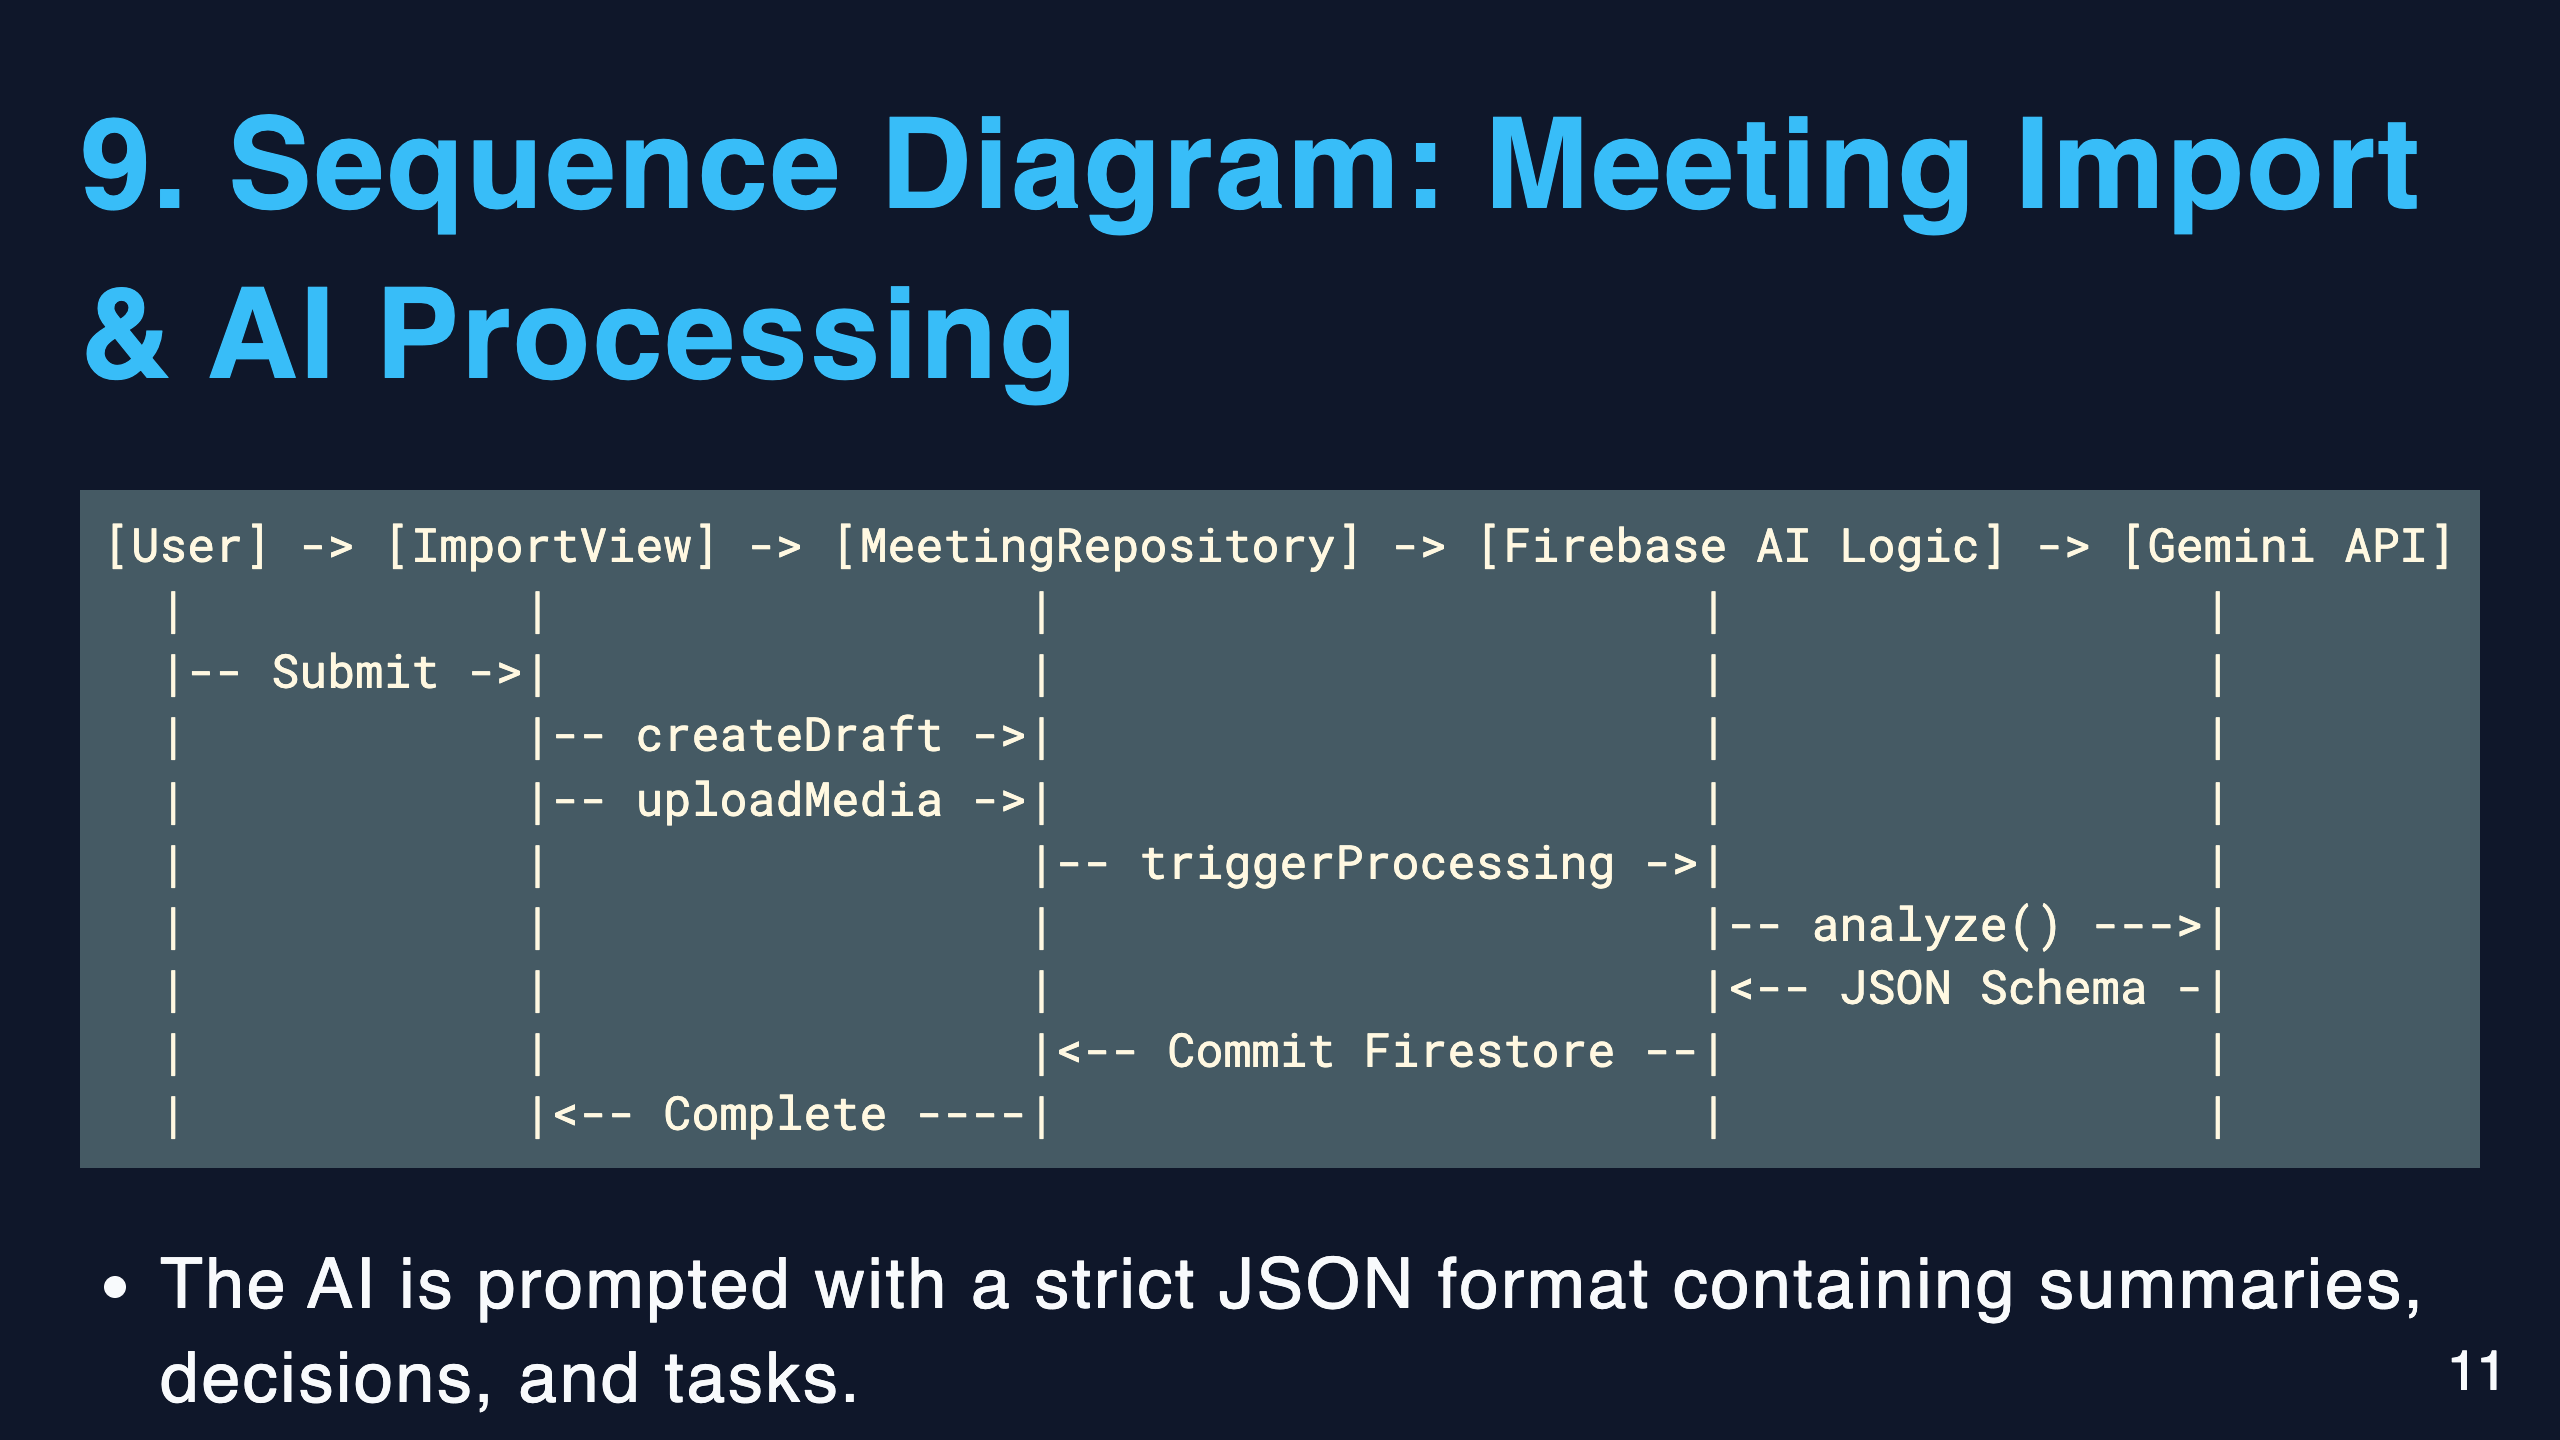 9. Sequence Diagram: Meeting Import
& AI Processing
[User] -> [ImportView] -> [MeetingRepository] -> [Firebase AI Logic] -> [Gemini API]
  |            |                 |                       |                 |
  |-- Submit ->|                 |                       |                 |
  |            |-- createDraft ->|                       |                 |
  |            |-- uploadMedia ->|                       |                 |
  |            |                 |-- triggerProcessing ->|                 |
  |            |                 |                       |-- analyze() --->|
  |            |                 |                       |<-- JSON Schema -|
  |            |                 |<-- Commit Firestore --|                 |
  |            |<-- Complete ----|                       |                 |
• The AI is prompted with a strict JSON format containing summaries,
decisions, and tasks.
11